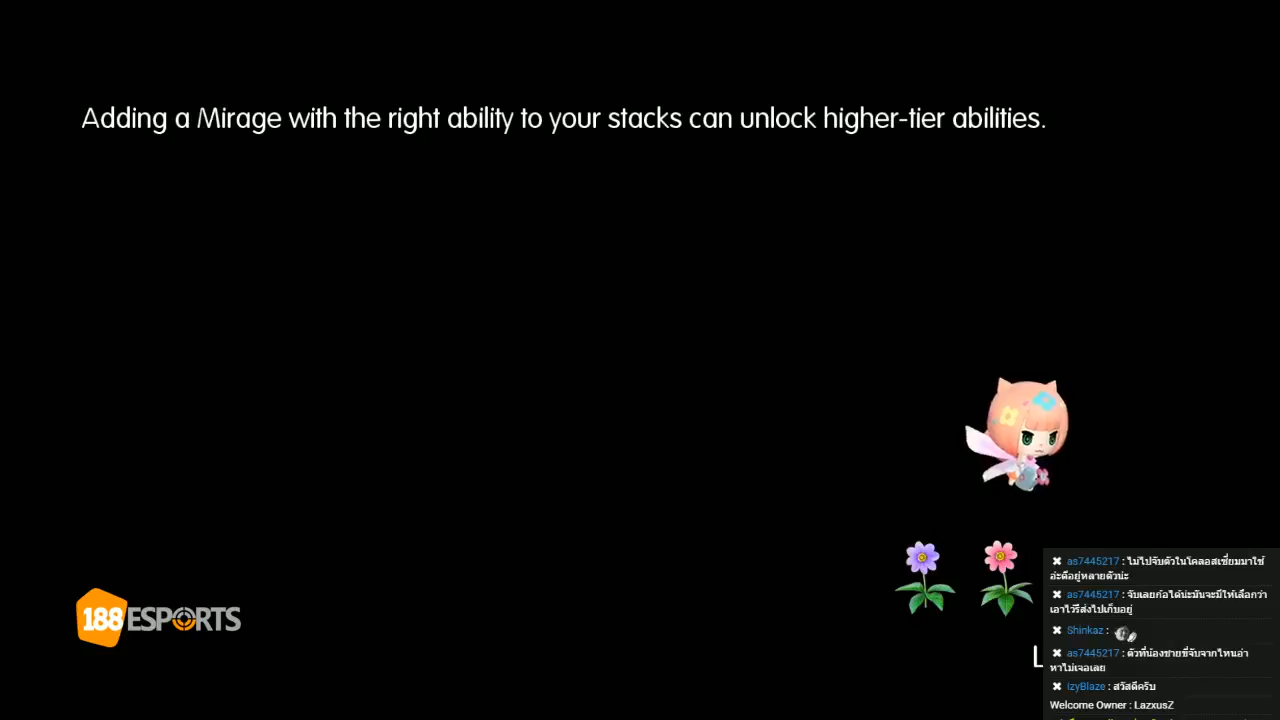 Adding a Mirage with the right ability to your stacks can unlock higher-tier abilities.
188ESPORTS
as7445217 : ไม่ไปจับตัวในโคลอสเซี่ยมมาใช้
อ่ะดีอยู่หลายตัวน่ะ
as7445217 : จับเลยก้อได้น่ะมันจะมีให้เลือกว่า
เอาไว้รึส่งไปเก็บอยู่
Shinkaz :
as7445217 : ตัวที่น้องชายขี่จับจากไหนอ่า
หาไม่เจอเลย
IzyBlaze : สวัสดีครับ
Welcome Owner : LazxusZ
L